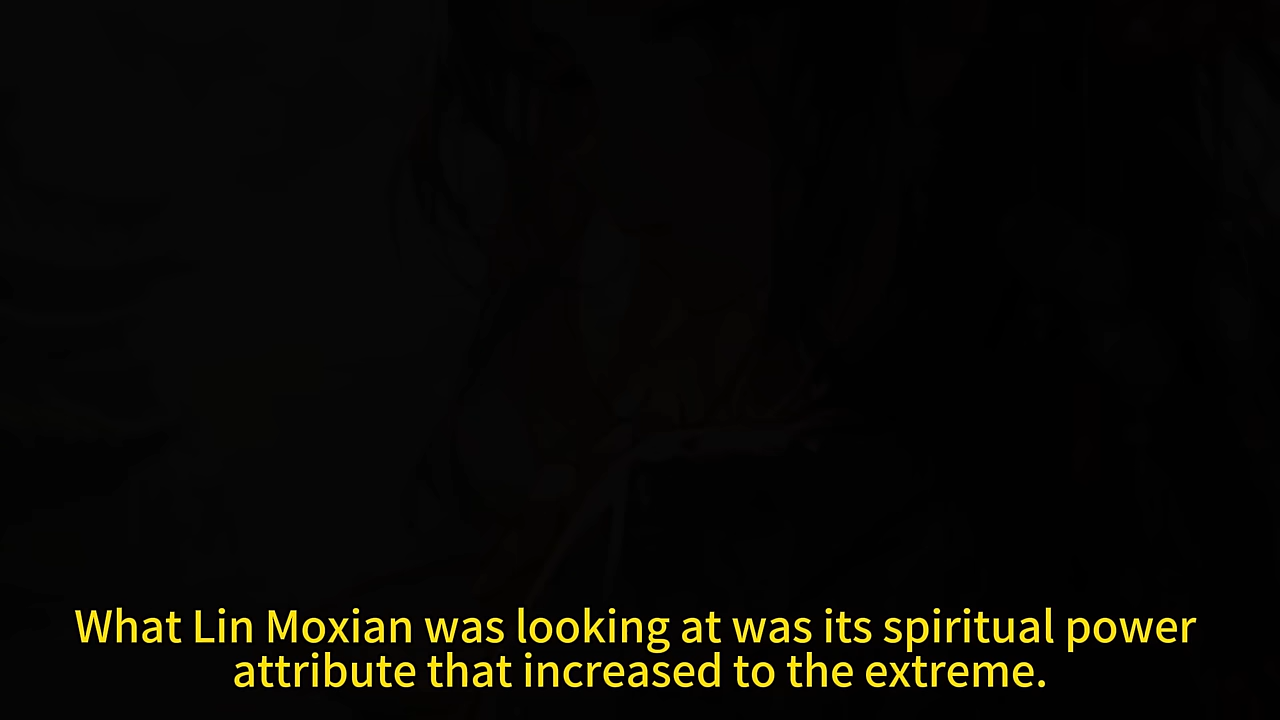 What Lin Moxian was looking at was its spiritual power
attribute that increased to the extreme.